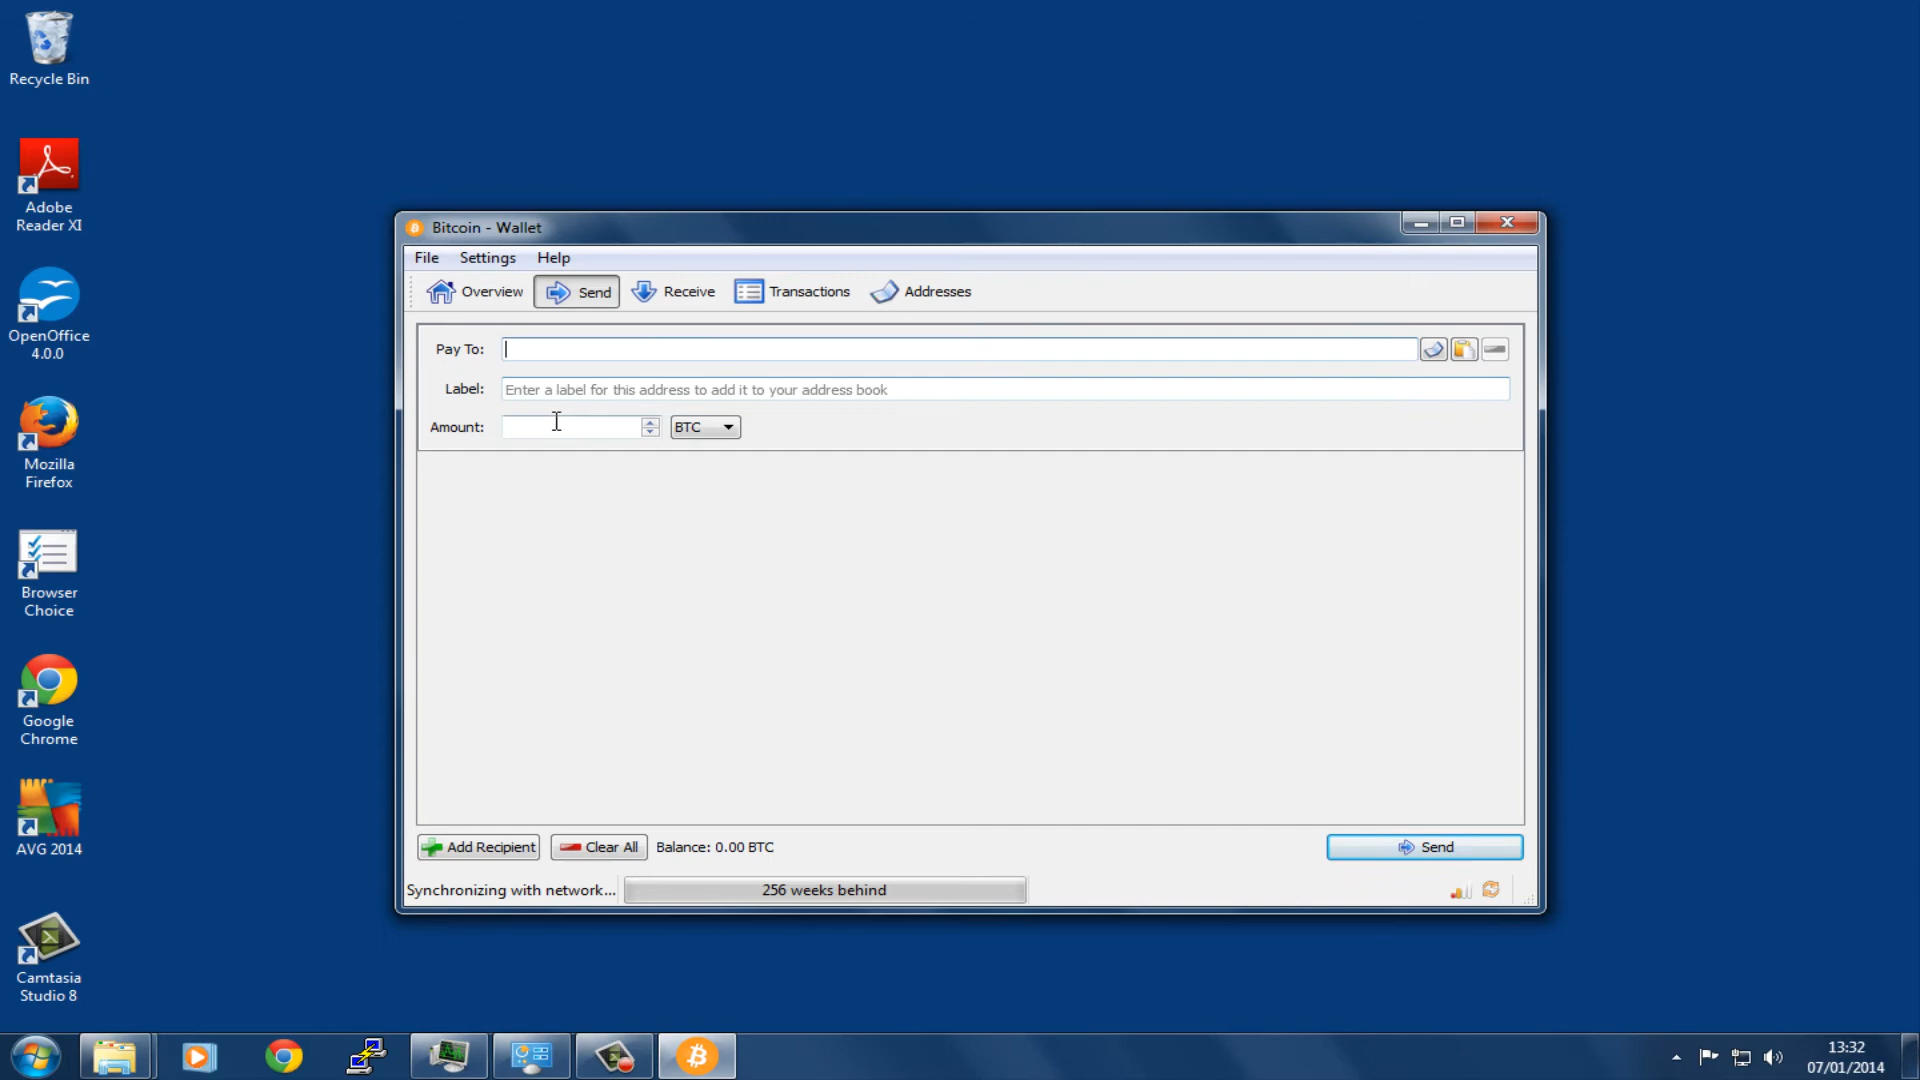 Recycle Bin
Adobe
Reader XI
OpenOffice
4.0.0
Mozilla
Firefox
Browser
Choice
Google
Chrome
AVG 2014
Camtasia
Studio 8
Bitcoin - Wallet
File Settings Help
Overview Send Receive Transactions Addresses
Pay To:
Label: Enter a label for this address to add it to your address book
Amount: BTC
Add Recipient Clear All Balance: 0.00 BTC Send
Synchronizing with network... 256 weeks behind
13:32
07/01/2014